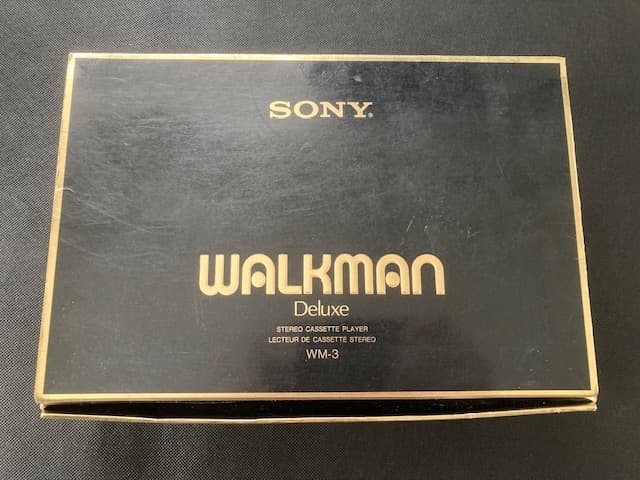 SONY®
WALKMAN
Deluxe
STEREO CASSETTE PLAYER
LECTEUR DE CASSETTE STEREO
WM-3